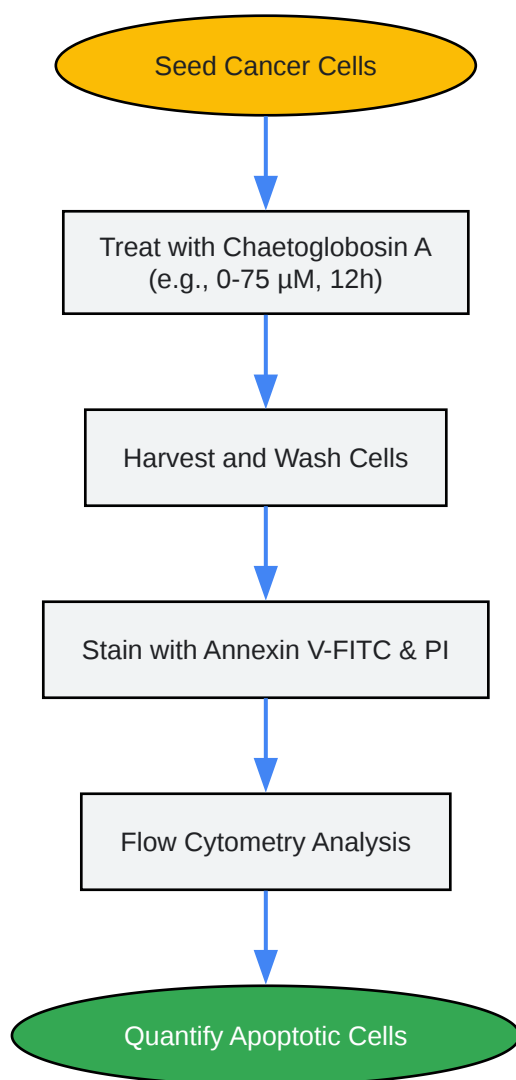 Seed Cancer Cells
Treat with Chaetoglobosin A
(e.g., 0-75 µM, 12h)
Harvest and Wash Cells
Stain with Annexin V-FITC & PI
Flow Cytometry Analysis
Quantify Apoptotic Cells